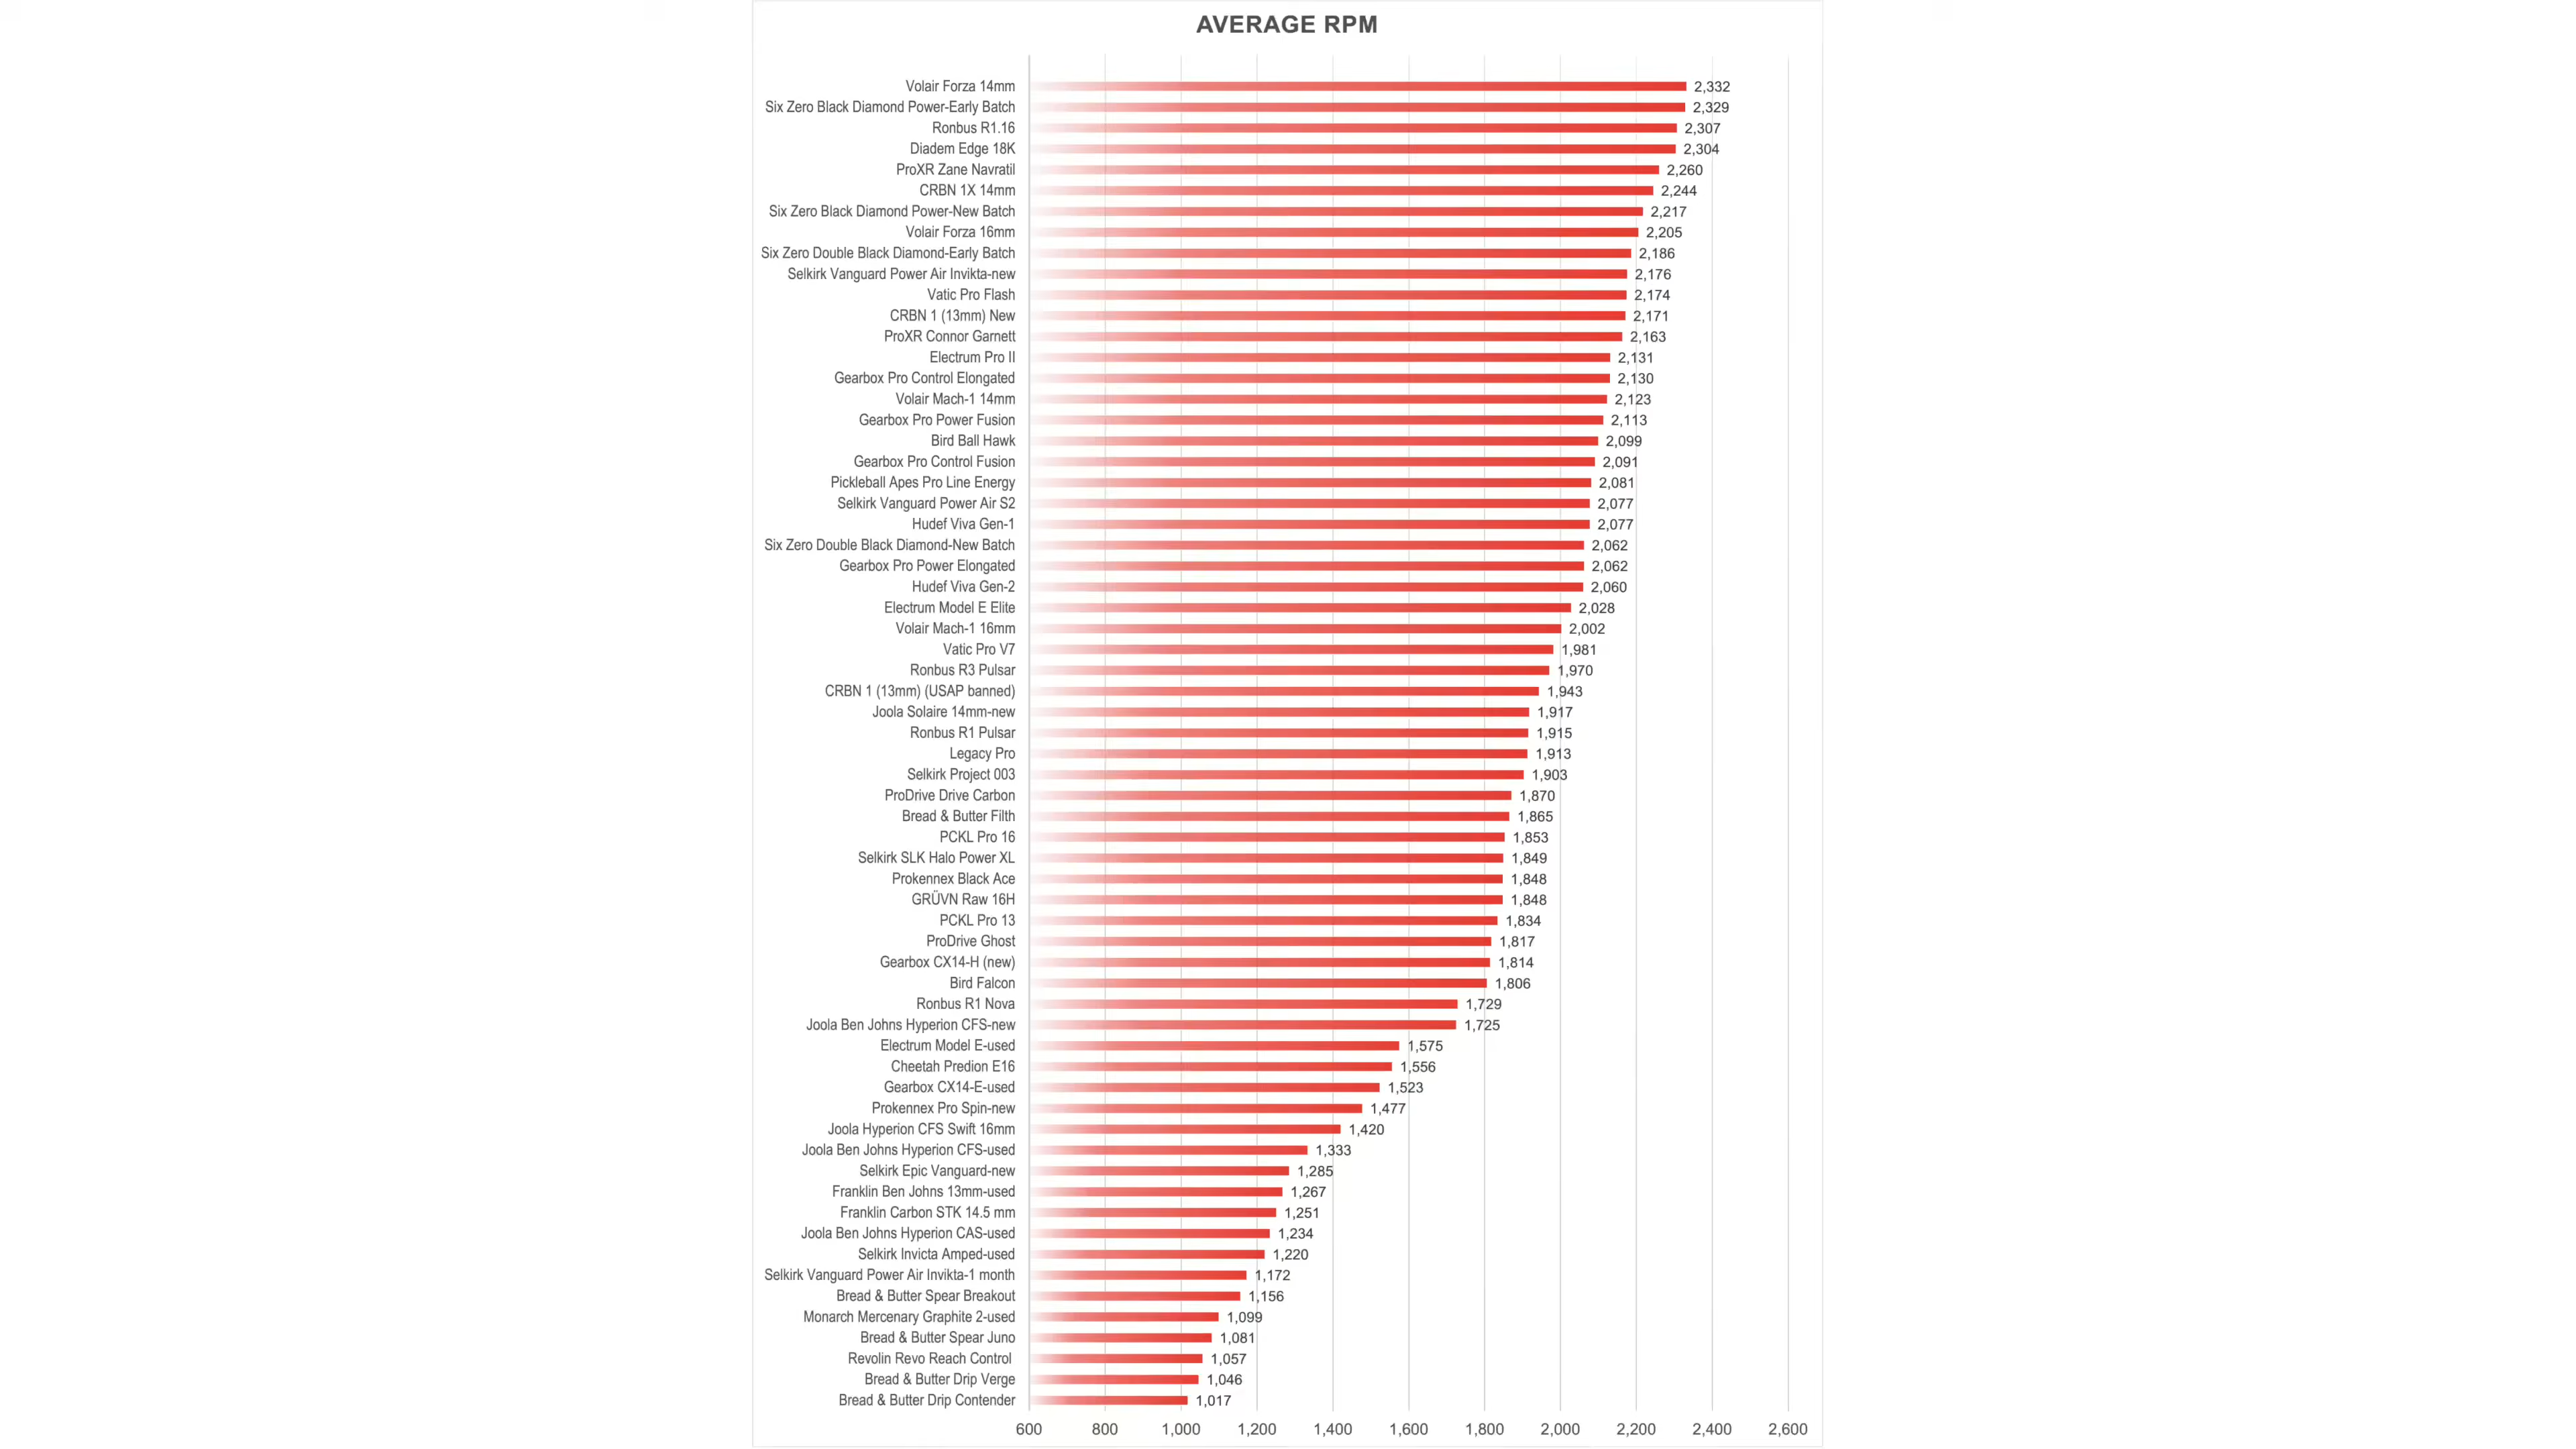 AVERAGE RPM
Volair Forza 14mm 2,332
Six Zero Black Diamond Power-Early Batch 2,329
Ronbus R1.16 2,307
Diadem Edge 18K 2,304
ProXR Zane Navratil 2,260
CRBN 1X 14mm 2,244
Six Zero Black Diamond Power-New Batch 2,217
Volair Forza 16mm 2,205
Six Zero Double Black Diamond-Early Batch 2,186
Selkirk Vanguard Power Air Invikta-new 2,176
Vatic Pro Flash 2,174
CRBN 1 (13mm) New 2,171
ProXR Connor Garnett 2,163
Electrum Pro II 2,131
Gearbox Pro Control Elongated 2,130
Volair Mach-1 14mm 2,123
Gearbox Pro Power Fusion 2,113
Bird Ball Hawk 2,099
Gearbox Pro Control Fusion 2,091
Pickleball Apes Pro Line Energy 2,081
Selkirk Vanguard Power Air S2 2,077
Hudef Viva Gen-1 2,077
Six Zero Double Black Diamond-New Batch 2,062
Gearbox Pro Power Elongated 2,062
Hudef Viva Gen-2 2,060
Electrum Model E Elite 2,028
Volair Mach-1 16mm 2,002
Vatic Pro V7 1,981
Ronbus R3 Pulsar 1,970
CRBN 1 (13mm) (USAP banned) 1,943
Joola Solaire 14mm-new 1,917
Ronbus R1 Pulsar 1,915
Legacy Pro 1,913
Selkirk Project 003 1,903
ProDrive Drive Carbon 1,870
Bread & Butter Filth 1,865
PCKL Pro 16 1,853
Selkirk SLK Halo Power XL 1,849
Prokennex Black Ace 1,848
GRÜVN Raw 16H 1,848
PCKL Pro 13 1,834
ProDrive Ghost 1,817
Gearbox CX14-H (new) 1,814
Bird Falcon 1,806
Ronbus R1 Nova 1,729
Joola Ben Johns Hyperion CFS-new 1,725
Electrum Model E-used 1,575
Cheetah Predion E16 1,556
Gearbox CX14-E-used 1,523
Prokennex Pro Spin-new 1,477
Joola Hyperion CFS Swift 16mm 1,420
Joola Ben Johns Hyperion CFS-used 1,333
Selkirk Epic Vanguard-new 1,285
Franklin Ben Johns 13mm-used 1,267
Franklin Carbon STK 14.5 mm 1,251
Joola Ben Johns Hyperion CAS-used 1,234
Selkirk Invicta Amped-used 1,220
Selkirk Vanguard Power Air Invikta-1 month 1,172
Bread & Butter Spear Breakout 1,156
Monarch Mercenary Graphite 2-used 1,099
Bread & Butter Spear Juno 1,081
Revolin Revo Reach Control 1,057
Bread & Butter Drip Verge 1,046
Bread & Butter Drip Contender 1,017
600 800 1,000 1,200 1,400 1,600 1,800 2,000 2,200 2,400 2,600